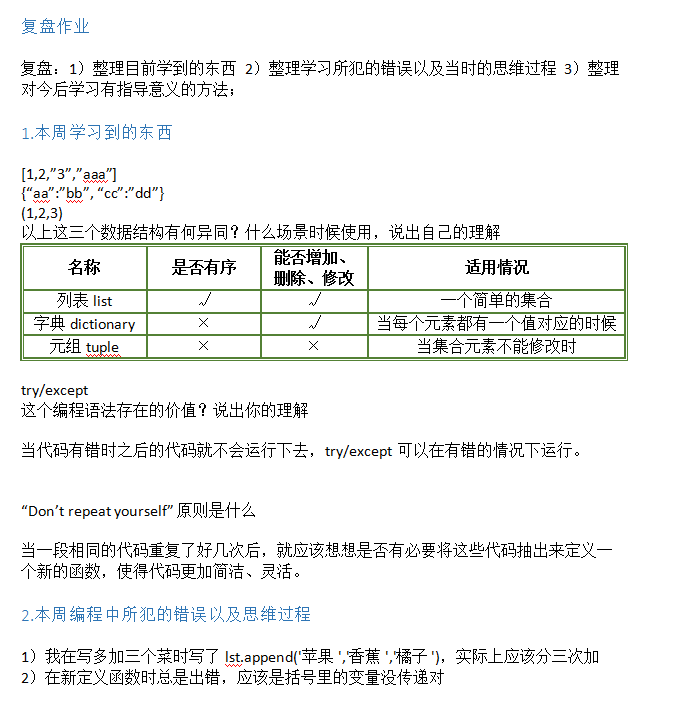 复盘作业
复盘：1）整理目前学到的东西 2）整理学习所犯的错误以及当时的思维过程 3）整理
对今后学习有指导意义的方法；
1.本周学习到的东西
[1,2,”3”,”aaa”]
{“aa”:”bb”, “cc”:”dd”}
(1,2,3)
以上这三个数据结构有何异同？什么场景时候使用，说出自己的理解
名称 是否有序 能否增加、 适用情况
删除、修改
列表 list √ √ 一个简单的集合
字典 dictionary × √ 当每个元素都有一个值对应的时候
元组 tuple × × 当集合元素不能修改时
try/except
这个编程语法存在的价值？说出你的理解
当代码有错时之后的代码就不会运行下去，try/except 可以在有错的情况下运行。
“Don’t repeat yourself” 原则是什么
当一段相同的代码重复了好几次后，就应该想想是否有必要将这些代码抽出来定义一
个新的函数，使得代码更加简洁、灵活。
2.本周编程中所犯的错误以及思维过程
1）我在写多加三个菜时写了 lst.append('苹果 ','香蕉 ','橘子 ')，实际上应该分三次加
2）在新定义函数时总是出错，应该是括号里的变量没传递对